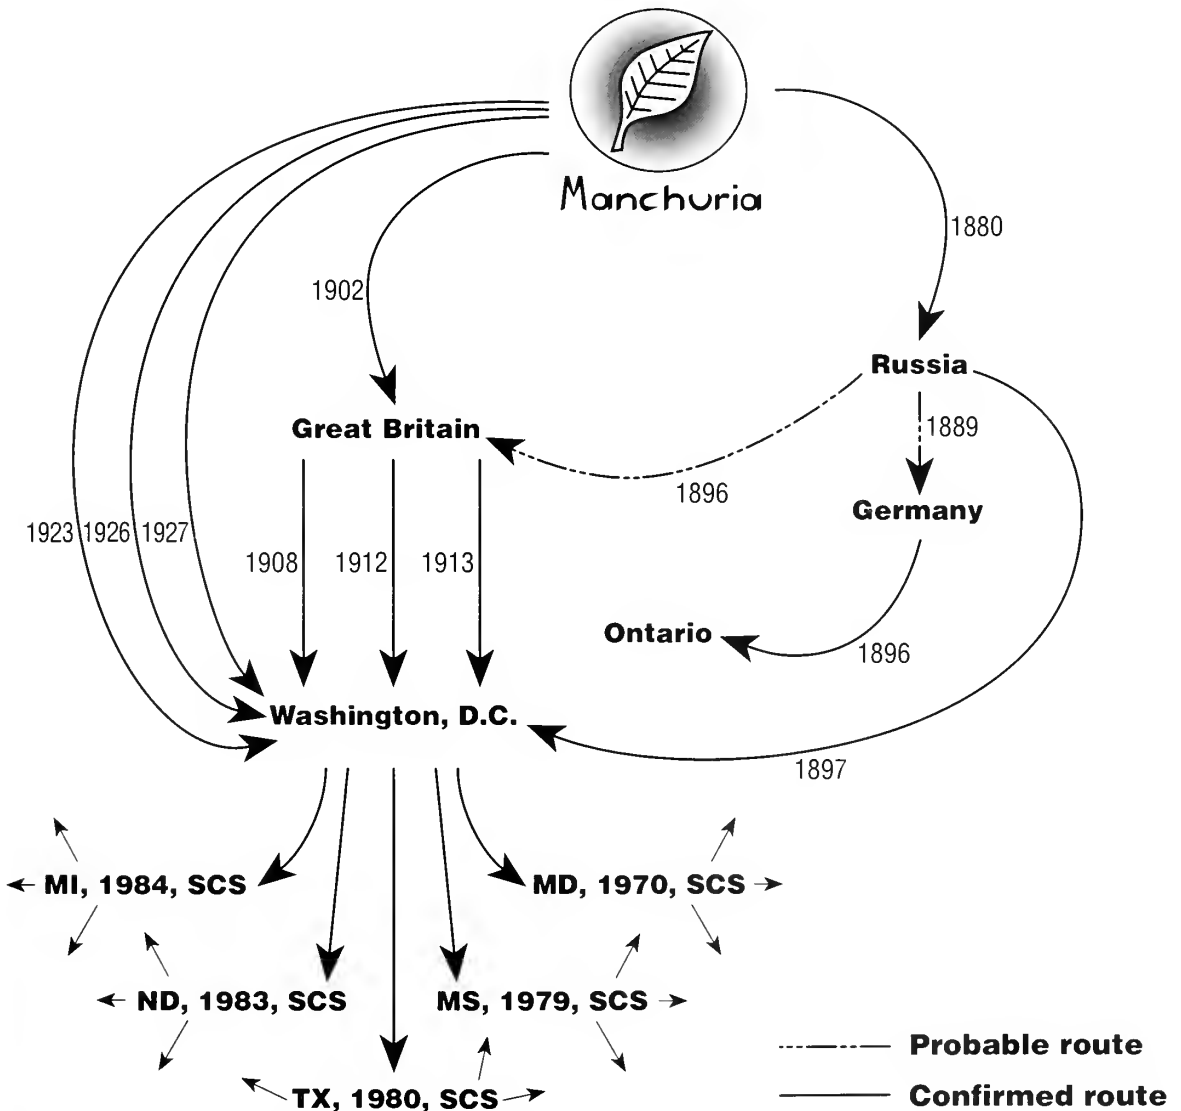 Manchuria
1880
1902
Russia
Great Britain
1889
1896
Germany
1923
1926
1927
1908
1912
1913
Ontario
1896
Washington, D.C.
1897
MI, 1984, SCS
MD, 1970, SCS
ND, 1983, SCS
MS, 1979, SCS
Probable route
TX, 1980, SCS
Confirmed route